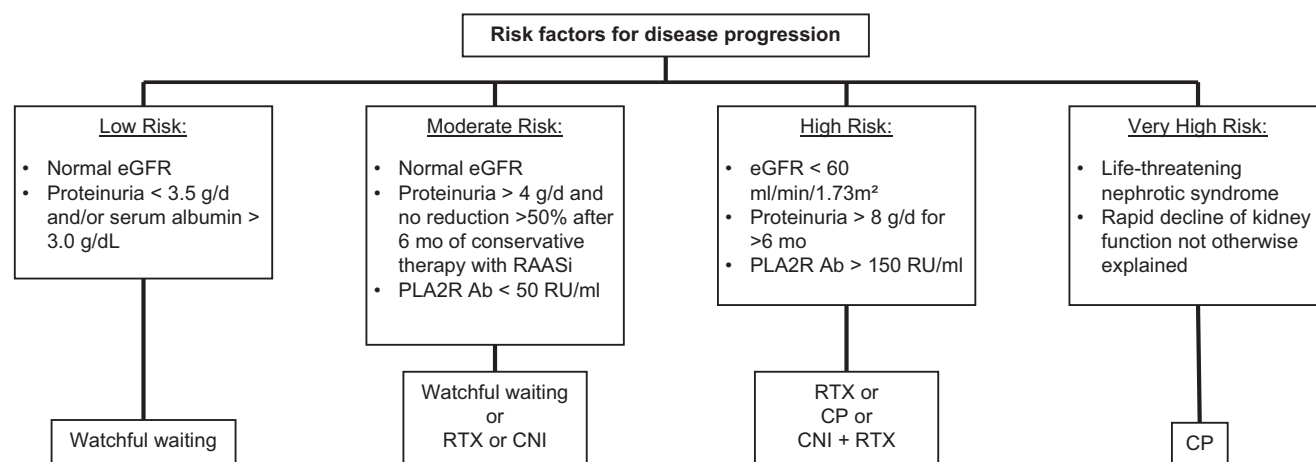 Risk factors for disease progression
Low Risk:
• Normal eGFR
• Proteinuria < 3.5 g/d
and/or serum albumin >
3.0 g/dL
Watchful waiting
Moderate Risk:
• Normal eGFR
• Proteinuria > 4 g/d and
no reduction >50% after
6 mo of conservative
therapy with RAASi
• PLA2R Ab < 50 RU/ml
Watchful waiting
or
RTX or CNI
High Risk:
• eGFR < 60
ml/min/1.73m²
• Proteinuria > 8 g/d for
>6 mo
• PLA2R Ab > 150 RU/ml
RTX or
CP or
CNI + RTX
Very High Risk:
• Life-threatening
nephrotic syndrome
• Rapid decline of kidney
function not otherwise
explained
CP